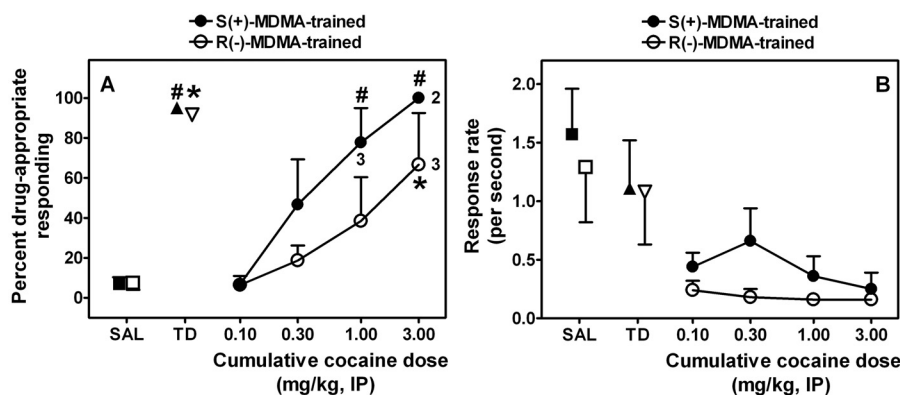 S(+)-MDMA-trained
R(-)-MDMA-trained
A
Percent drug-appropriate
responding
100
80
60
40
20
0
# *
#
#
2
3
3
*
SAL TD 0.10 0.30 1.00 3.00
Cumulative cocaine dose
(mg/kg, IP)
S(+)-MDMA-trained
R(-)-MDMA-trained
B
Response rate
(per second)
2.0
1.5
1.0
0.5
0.0
SAL TD 0.10 0.30 1.00 3.00
Cumulative cocaine dose
(mg/kg, IP)